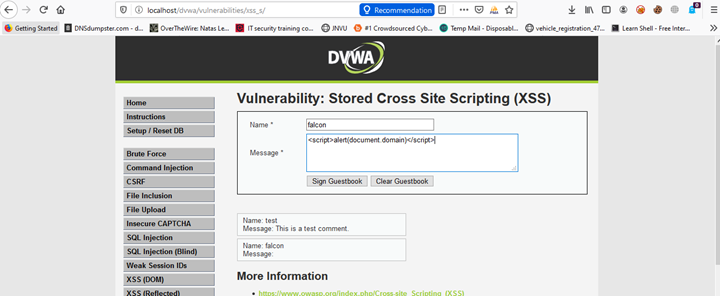 localhost/dvwa/vulnerabilities/xss_s/
Recommendation
Getting Started
DNSdumpster.com - d...
OverTheWire: Natas Le...
IT security training co...
JNVU
#1 Crowdsourced Cyb...
Temp Mail - Disposabl...
vehicle_registration_47...
Learn Shell - Free Inter...
DVWA
Home
Instructions
Setup / Reset DB
Brute Force
Command Injection
CSRF
File Inclusion
File Upload
Insecure CAPTCHA
SQL Injection
SQL Injection (Blind)
Weak Session IDs
XSS (DOM)
XSS (Reflected)
Vulnerability: Stored Cross Site Scripting (XSS)
Name *
falcon
Message *
<script>alert(document.domain)</script>
Sign Guestbook
Clear Guestbook
Name: test
Message: This is a test comment.
Name: falcon
Message:
More Information
https://www.owasp.org/index.php/Cross-site_Scripting_(XSS)